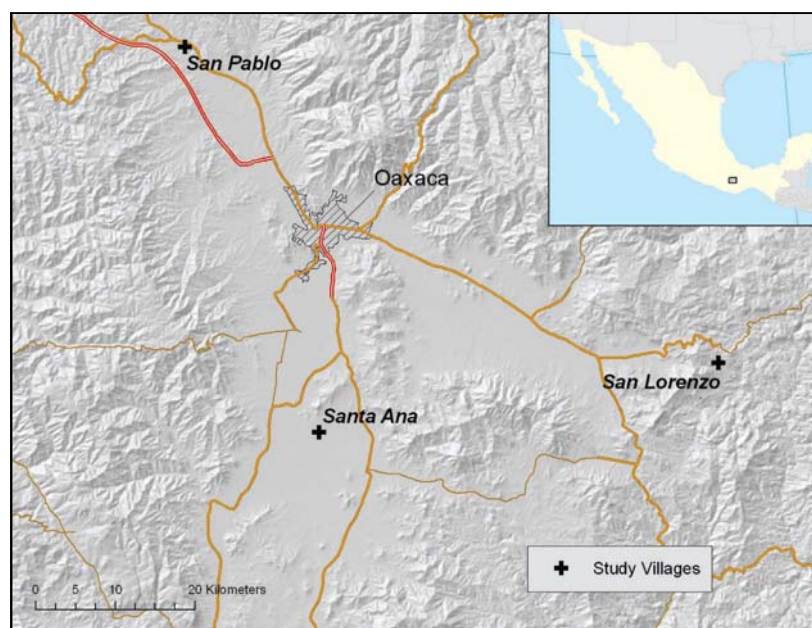 San Pablo
Oaxaca
San Lorenzo
Santa Ana
Study Villages
0 5 10 20 Kilometers